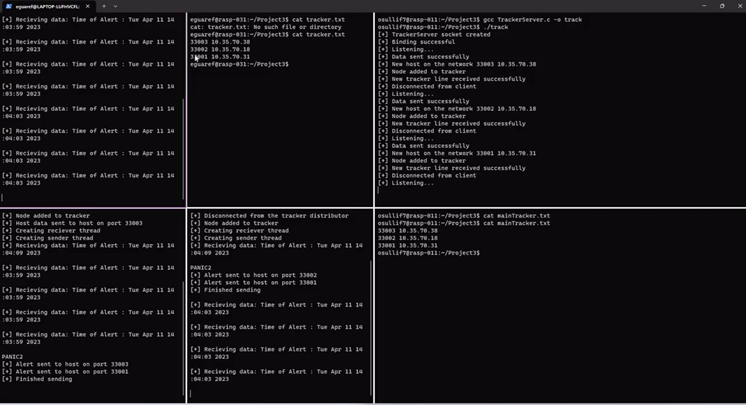 eguaref@LAPTOP-LUFHVCFL:
[+] Recieving data: Time of Alert : Tue Apr 11 14
:03:59 2023
[+] Recieving data: Time of Alert : Tue Apr 11 14
:03:59 2023
[+] Recieving data: Time of Alert : Tue Apr 11 14
:03:59 2023
[+] Recieving data: Time of Alert : Tue Apr 11 14
:03:59 2023
[+] Recieving data: Time of Alert : Tue Apr 11 14
:04:03 2023
[+] Recieving data: Time of Alert : Tue Apr 11 14
:04:03 2023
[+] Recieving data: Time of Alert : Tue Apr 11 14
:04:03 2023
[+] Recieving data: Time of Alert : Tue Apr 11 14
:04:03 2023
eguaref@rasp-011:~/Project3$ cat tracker.txt
cat: tracker.txt: No such file or directory
eguaref@rasp-011:~/Project3$ cat tracker.txt
33003 10.35.70.38
33002 10.35.70.18
33001 10.35.70.31
eguaref@rasp-011:~/Project3$
osullif7@rasp-011:~/Project3$ gcc TrackerServer.c -o track
osullif7@rasp-011:~/Project3$ ./track
[+] TrackerServer socket created
[+] Binding successful
[+] Listening...
[+] Data sent successfully
[+] New host on the network 33003 10.35.70.38
[+] Node added to tracker
[+] New tracker line received successfully
[+] Disconnected from client
[+] Listening...
[+] Data sent successfully
[+] New host on the network 33002 10.35.70.18
[+] Node added to tracker
[+] New tracker line received successfully
[+] Disconnected from client
[+] Listening...
[+] Data sent successfully
[+] New host on the network 33001 10.35.70.31
[+] Node added to tracker
[+] New tracker line received successfully
[+] Disconnected from client
[+] Listening...
[+] Node added to tracker
[+] Host data sent to host on port 33003
[+] Creating reciever thread
[+] Creating sender thread
[+] Recieving data: Time of Alert : Tue Apr 11 14
:04:09 2023
[+] Recieving data: Time of Alert : Tue Apr 11 14
:03:59 2023
[+] Recieving data: Time of Alert : Tue Apr 11 14
:03:59 2023
[+] Recieving data: Time of Alert : Tue Apr 11 14
:03:59 2023
[+] Recieving data: Time of Alert : Tue Apr 11 14
:03:59 2023
PANIC2
[+] Alert sent to host on port 33003
[+] Alert sent to host on port 33001
[+] Finished sending
[+] Disconnected from the tracker distributor
[+] Node added to tracker
[+] Creating reciever thread
[+] Creating sender thread
[+] Recieving data: Time of Alert : Tue Apr 11 14
:04:09 2023
PANIC2
[+] Alert sent to host on port 33002
[+] Alert sent to host on port 33001
[+] Finished sending
[+] Recieving data: Time of Alert : Tue Apr 11 14
:04:03 2023
[+] Recieving data: Time of Alert : Tue Apr 11 14
:04:03 2023
[+] Recieving data: Time of Alert : Tue Apr 11 14
:04:03 2023
[+] Recieving data: Time of Alert : Tue Apr 11 14
:04:03 2023
osullif7@rasp-011:~/Project3$ cat mainTracker.txt
osullif7@rasp-011:~/Project3$ cat mainTracker.txt
33003 10.35.70.38
33002 10.35.70.18
33001 10.35.70.31
osullif7@rasp-011:~/Project3$